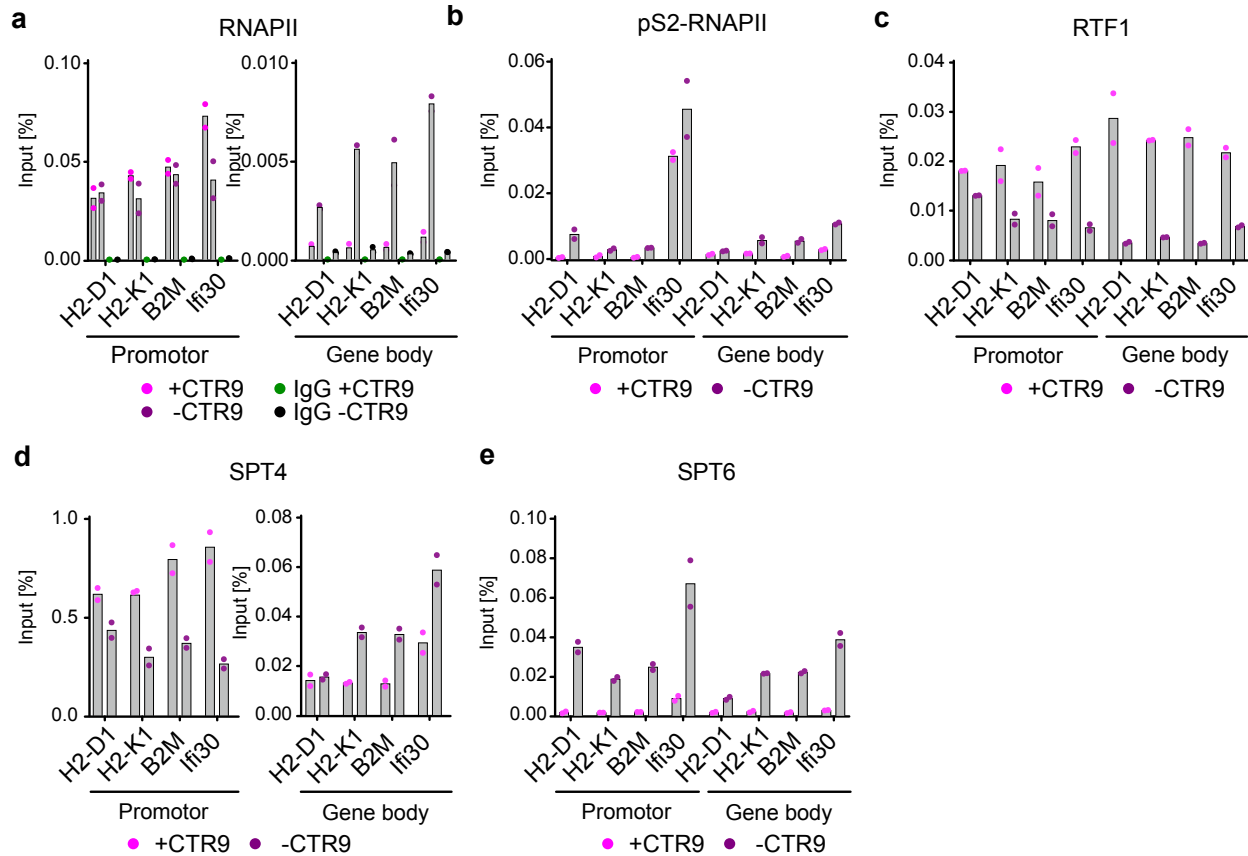 a
RNAPII
Input [%]
0.10
0.05
0.00
H2-D1
H2-K1
B2M
Ifi30
Promotor
Input [%]
0.010
0.005
0.000
H2-D1
H2-K1
B2M
Ifi30
Gene body
+CTR9
IgG +CTR9
-CTR9
IgG -CTR9
b
pS2-RNAPII
Input [%]
0.06
0.04
0.02
0.00
H2-D1
H2-K1
B2M
Ifi30
H2-D1
H2-K1
B2M
Ifi30
Promotor
Gene body
+CTR9
-CTR9
c
RTF1
Input [%]
0.04
0.03
0.02
0.01
0.00
H2-D1
H2-K1
B2M
Ifi30
H2-D1
H2-K1
B2M
Ifi30
Promotor
Gene body
+CTR9
-CTR9
d
SPT4
Input [%]
1.0
0.5
0.0
H2-D1
H2-K1
B2M
Ifi30
Promotor
Input [%]
0.08
0.06
0.04
0.02
0.00
H2-D1
H2-K1
B2M
Ifi30
Gene body
+CTR9
-CTR9
e
SPT6
Input [%]
0.10
0.08
0.06
0.04
0.02
0.00
H2-D1
H2-K1
B2M
Ifi30
H2-D1
H2-K1
B2M
Ifi30
Promotor
Gene body
+CTR9
-CTR9